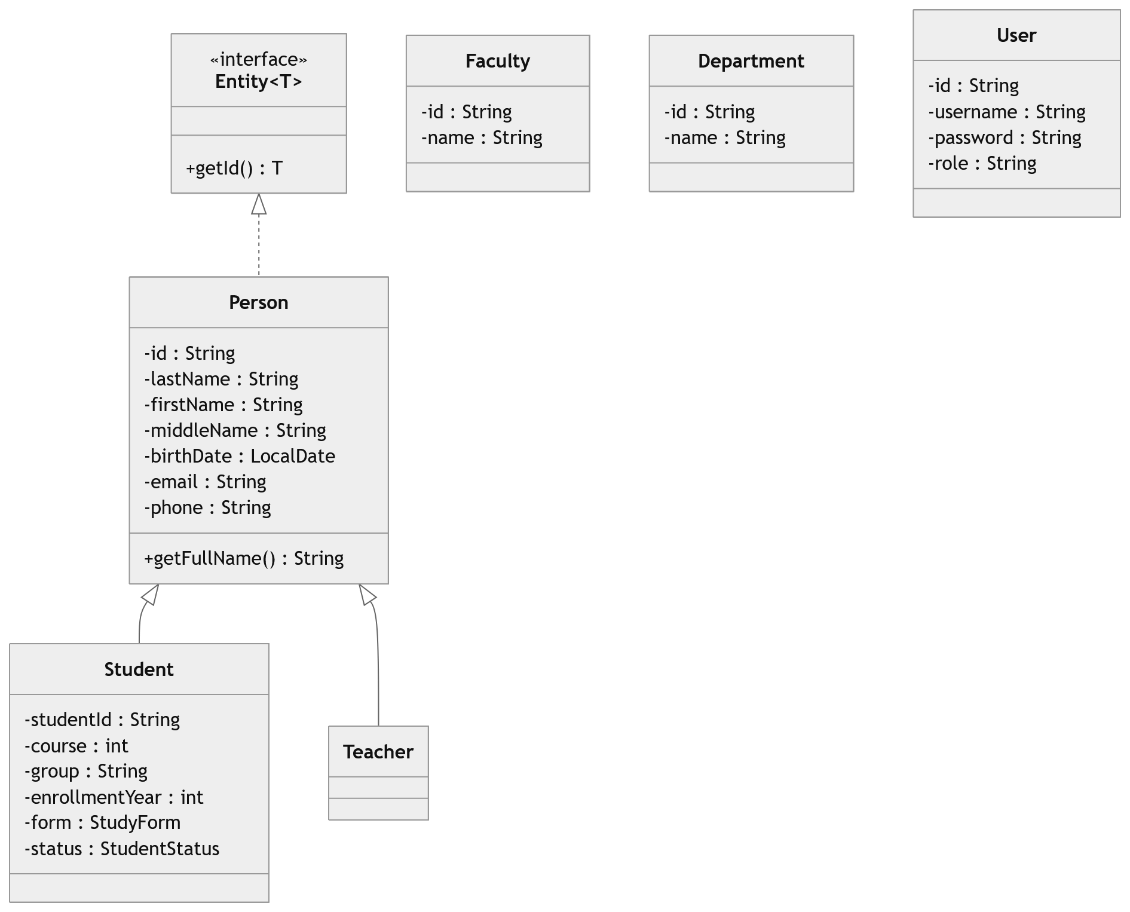 «interface»
Entity<T>
+getId() : T
Faculty
-id : String
-name : String
Department
-id : String
-name : String
User
-id : String
-username : String
-password : String
-role : String
Person
-id : String
-lastName : String
-firstName : String
-middleName : String
-birthDate : LocalDate
-email : String
-phone : String
+getFullName() : String
Student
-studentId : String
-course : int
-group : String
-enrollmentYear : int
-form : StudyForm
-status : StudentStatus
Teacher